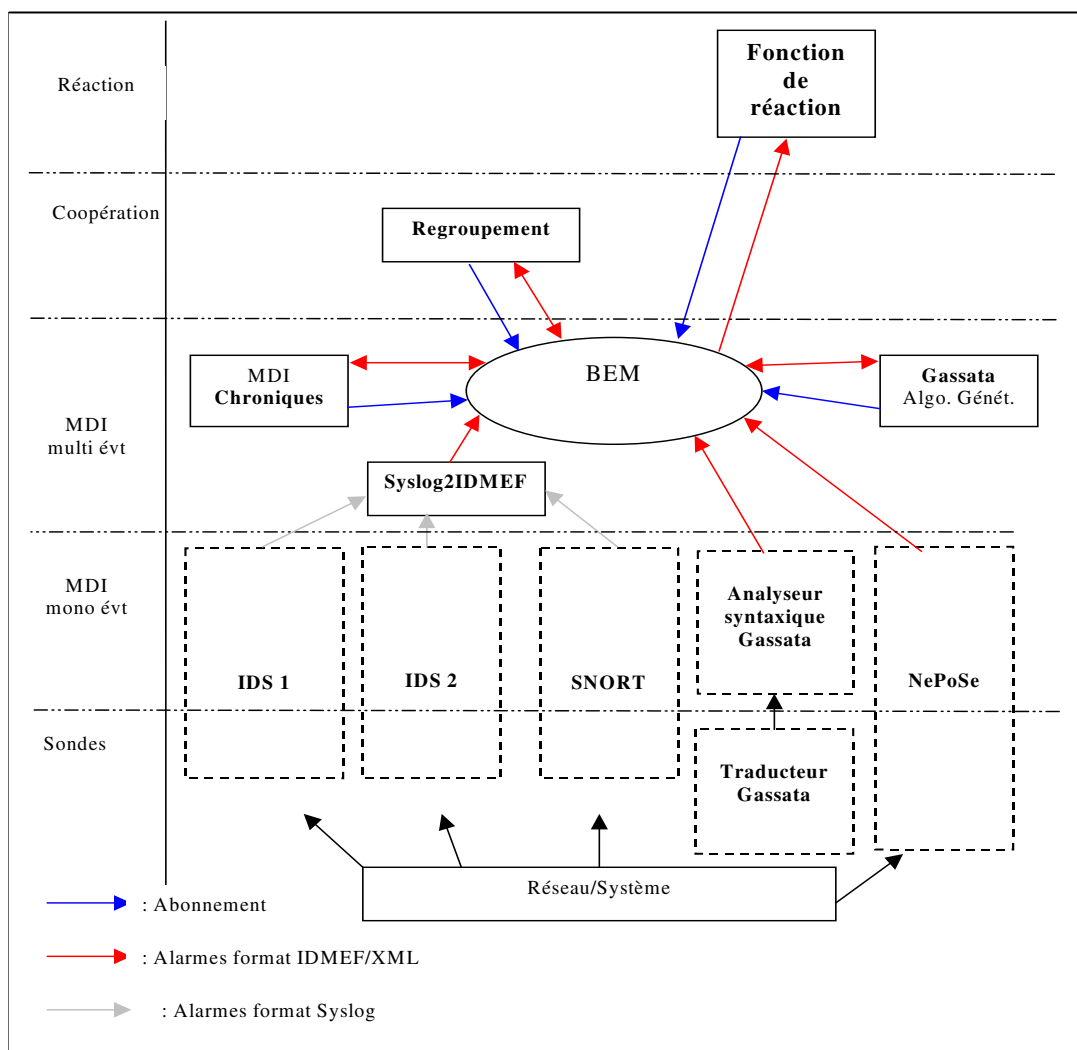 Réaction
Fonction
de
réaction
Coopération
Regroupement
BEM
MDI
Chroniques
Gassata
Algo. Génét.
MDI
multi évt
Syslog2IDMEF
MDI
mono évt
Analyseur
syntaxique
Gassata
IDS 1
IDS 2
SNORT
NePoSe
Sondes
Traducteur
Gassata
Réseau/Système
: Abonnement
: Alarmes format IDMEF/XML
: Alarmes format Syslog